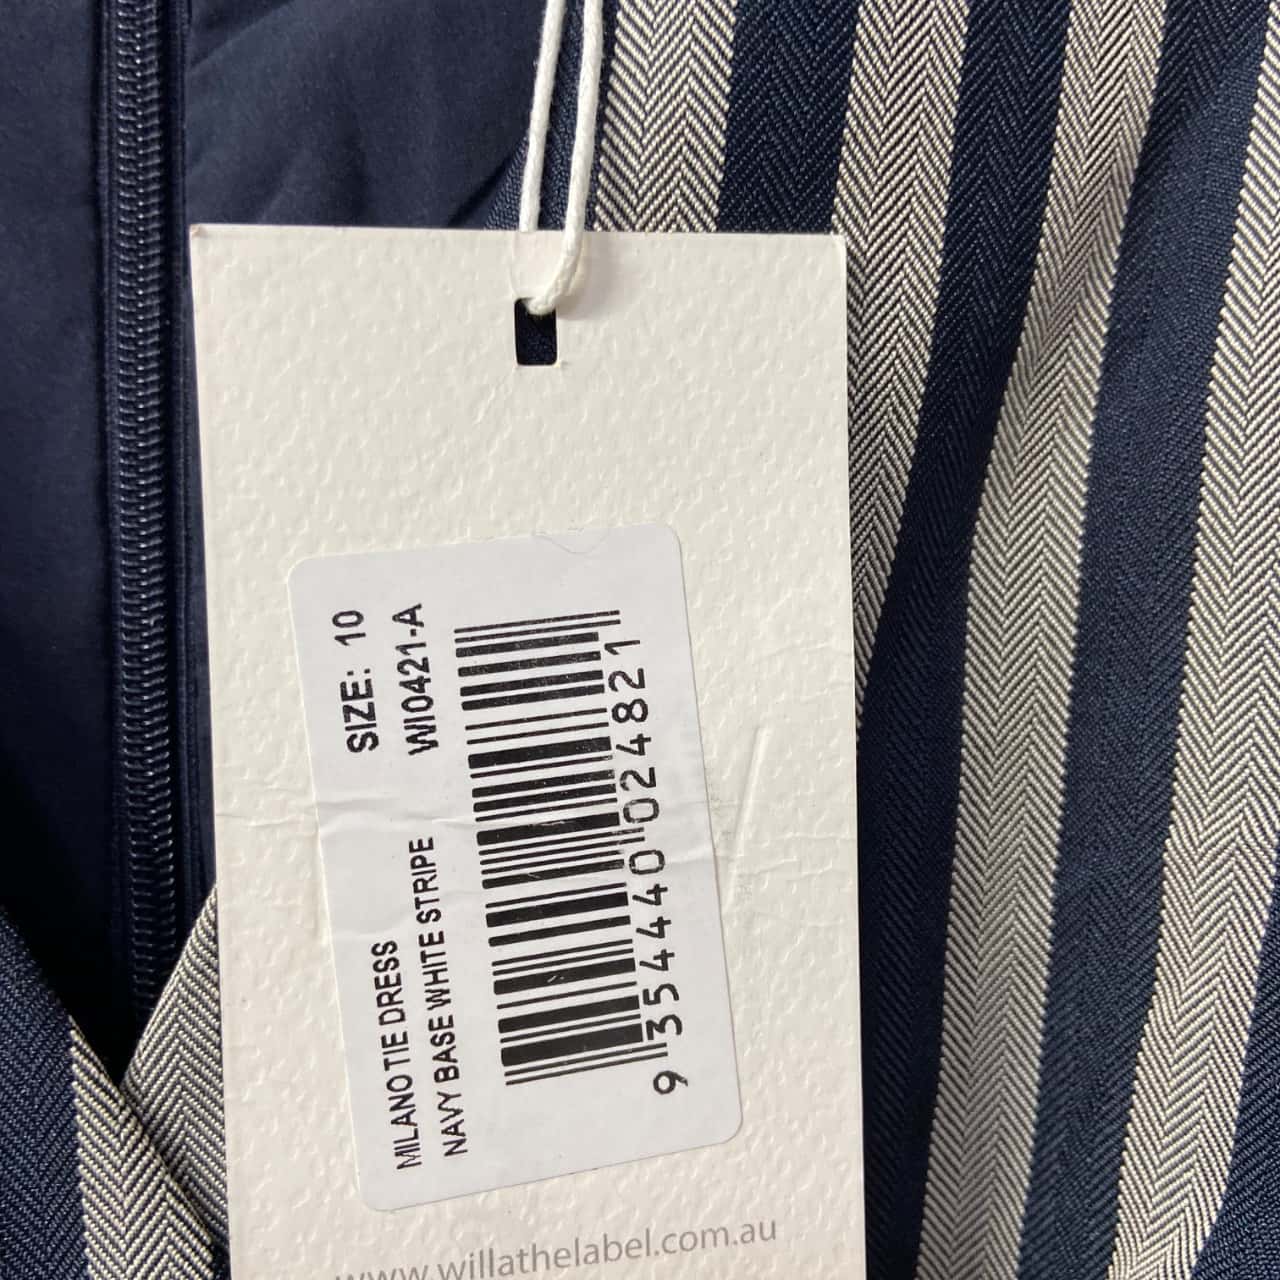 SIZE: 10
WI0421-A
MILANO TIE DRESS
NAVY BASE WHITE STRIPE
9 354440 024821
www.willathelabel.com.au